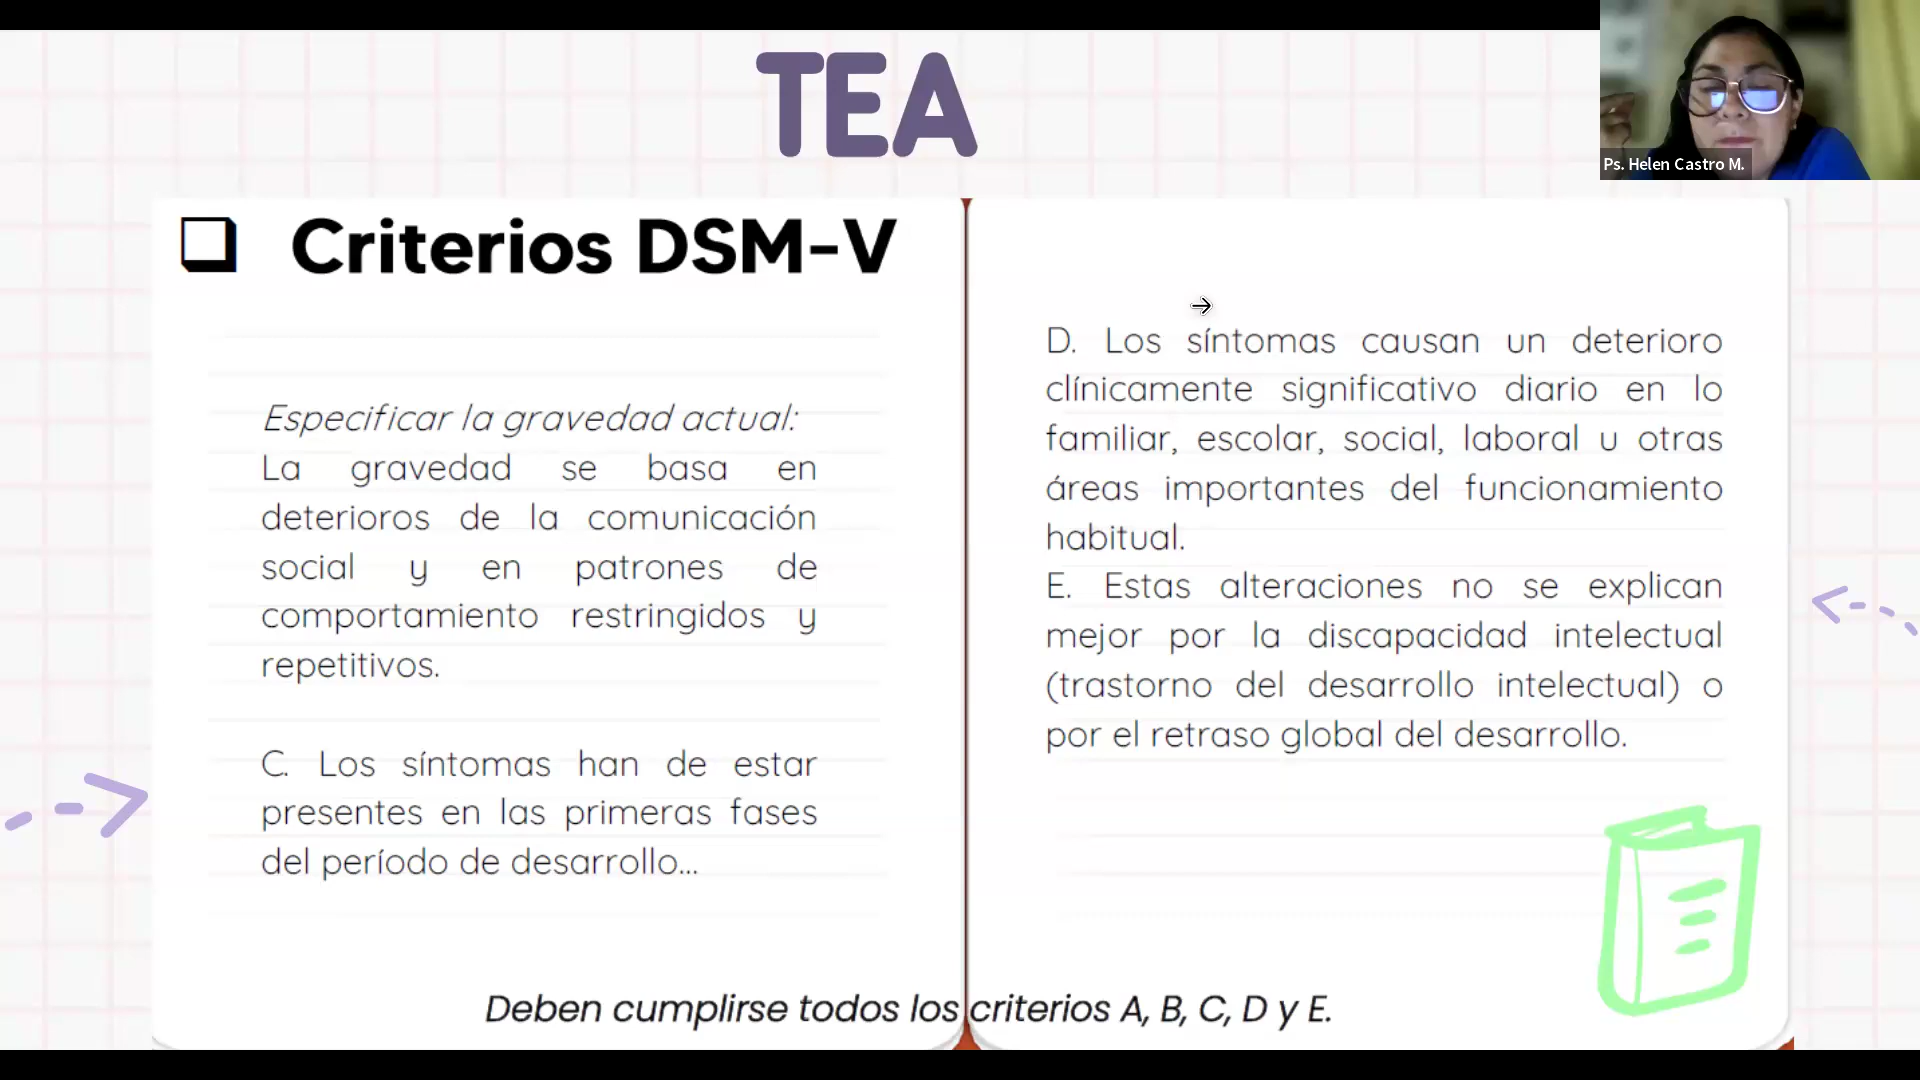 TEA
Ps. Helen Castro M.
Criterios DSM-V
Especificar la gravedad actual:
La gravedad se basa en
deterioros de la comunicación
social y en patrones de
comportamiento restringidos y
repetitivos.
C. Los síntomas han de estar
presentes en las primeras fases
del período de desarrollo...
D. Los síntomas causan un deterioro
clínicamente significativo diario en lo
familiar, escolar, social, laboral u otras
áreas importantes del funcionamiento
habitual.
E. Estas alteraciones no se explican
mejor por la discapacidad intelectual
(trastorno del desarrollo intelectual) o
por el retraso global del desarrollo.
Deben cumplirse todos los criterios A, B, C, D y E.